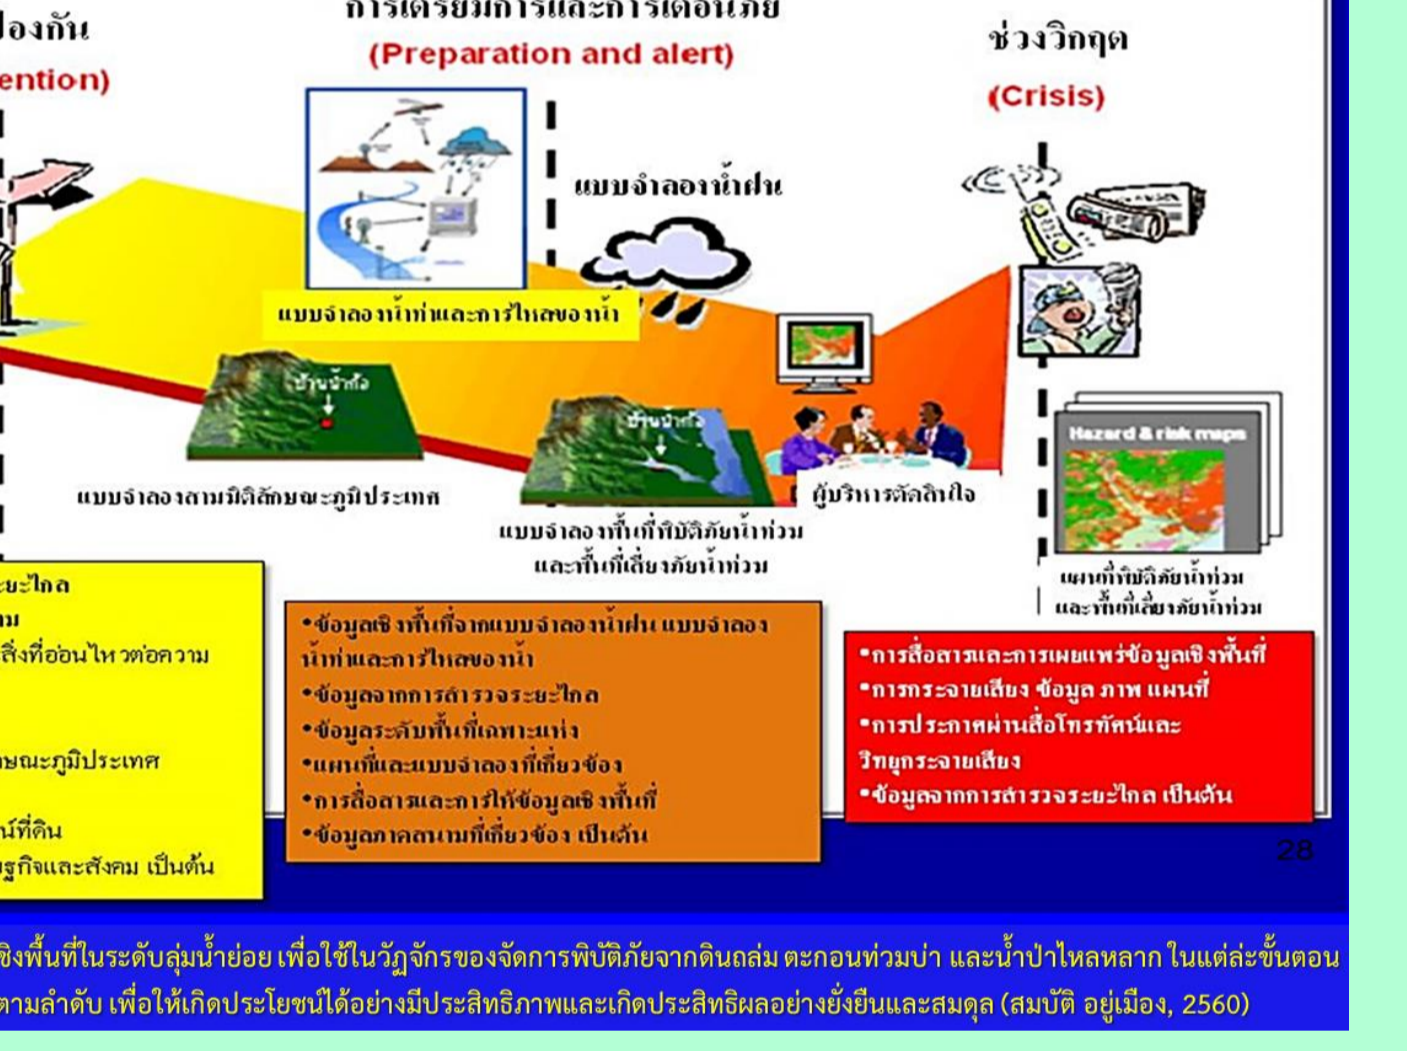 ป้องกัน
ention)
การเตรียมการและการเตือนภัย
(Preparation and alert)
ช่วงวิกฤต
(Crisis)
แบบจำลองน้ำฝน
แบบจำลองน้ำท่าและการไหลของน้ำ
บ้านน้ำก้อ
แบบจำลองสามมิติลักษณะภูมิประเทศ
บ้านน้ำก้อ
แบบจำลองพื้นที่พิบัติภัยน้ำท่วม
และพื้นที่เสี่ยงภัยน้ำท่วม
ผู้บริหารตัดสินใจ
Hazard & risk maps
แผนที่พิบัติภัยน้ำท่วม
และพื้นที่เสี่ยงภัยน้ำท่วม
ะยะไกล
าม
ะสิ่งที่อ่อนไหวต่อความ
าษณะภูมิประเทศ
น์ที่ดิน
ษฐกิจและสังคม เป็นต้น
•ข้อมูลเชิงพื้นที่จากแบบจำลองน้ำฝน แบบจำลอง
น้ำท่าและการไหลของน้ำ
•ข้อมูลจากการสำรวจระยะไกล
•ข้อมูลระดับพื้นที่เฉพาะแห่ง
•แผนที่และแบบจำลองที่เกี่ยวข้อง
•การสื่อสารและการให้ข้อมูลเชิงพื้นที่
•ข้อมูลภาคสนามที่เกี่ยวข้อง เป็นต้น
•การสื่อสารและการเผยแพร่ข้อมูลเชิงพื้นที่
•การกระจายเสียง ข้อมูล ภาพ แผนที่
•การประกาศผ่านสื่อโทรทัศน์และ
วิทยุกระจายเสียง
•ข้อมูลจากการสำรวจระยะไกล เป็นต้น
28
ชิงพื้นที่ในระดับลุ่มน้ำย่อย เพื่อใช้ในวัฏจักรของจัดการพิบัติภัยจากดินถล่ม ตะกอนท่วมบ่า และน้ำป่าไหลหลาก ในแต่ล่ะขั้นตอน
ตามลำดับ เพื่อให้เกิดประโยชน์ได้อย่างมีประสิทธิภาพและเกิดประสิทธิผลอย่างยั่งยืนและสมดุล (สมบัติ อยู่เมือง, 2560)